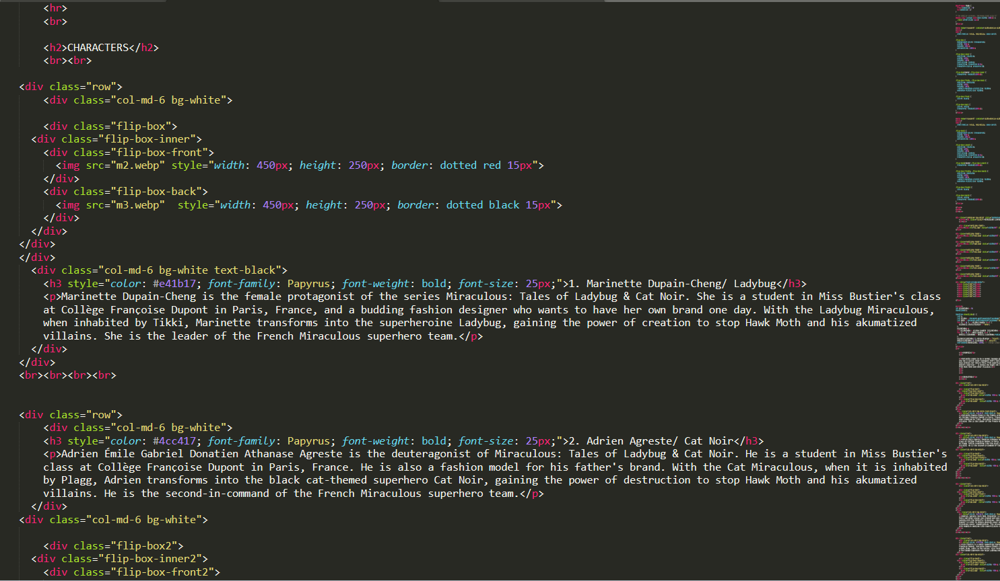 <hr>
<br>
<h2>CHARACTERS</h2>
<br><br>
<div class="row">
<div class="col-md-6 bg-white">
<div class="flip-box">
<div class="flip-box-inner">
<div class="flip-box-front">
<img src="m2.webp" style="width: 450px; height: 250px; border: dotted red 15px">
</div>
<div class="flip-box-back">
<img src="m3.webp"  style="width: 450px; height: 250px; border: dotted black 15px">
</div>
</div>
</div>
</div>
<div class="col-md-6 bg-white text-black">
<h3 style="color: #e41b17; font-family: Papyrus; font-weight: bold; font-size: 25px;">1. Marinette Dupain-Cheng/ Ladybug</h3>
<p>Marinette Dupain-Cheng is the female protagonist of the series Miraculous: Tales of Ladybug & Cat Noir. She is a student in Miss Bustier's class
at Collège Françoise Dupont in Paris, France, and a budding fashion designer who wants to have her own brand one day. With the Ladybug Miraculous,
when inhabited by Tikki, Marinette transforms into the superheroine Ladybug, gaining the power of creation to stop Hawk Moth and his akumatized
villains. She is the leader of the French Miraculous superhero team.</p>
</div>
</div>
<br><br><br><br>
<div class="row">
<div class="col-md-6 bg-white">
<h3 style="color: #4cc417; font-family: Papyrus; font-weight: bold; font-size: 25px;">2. Adrien Agreste/ Cat Noir</h3>
<p>Adrien Émile Gabriel Donatien Athanase Agreste is the deuteragonist of Miraculous: Tales of Ladybug & Cat Noir. He is a student in Miss Bustier's
class at Collège Françoise Dupont in Paris, France. He is also a fashion model for his father's brand. With the Cat Miraculous, when it is inhabited
by Plagg, Adrien transforms into the black cat-themed superhero Cat Noir, gaining the power of destruction to stop Hawk Moth and his akumatized
villains. He is the second-in-command of the French Miraculous superhero team.</p>
</div>
<div class="col-md-6 bg-white">
<div class="flip-box2">
<div class="flip-box-inner2">
<div class="flip-box-front2">